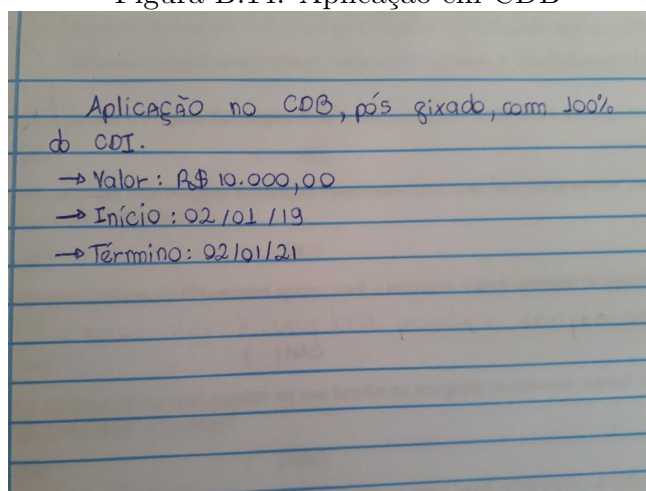 Figura B.14: Aplicação em CDB
Aplicação no CDB, pós fixado, com 100%
do CDI.
→ Valor: R$ 10.000,00
→ Início: 02/01/19
→ Término: 02/01/21